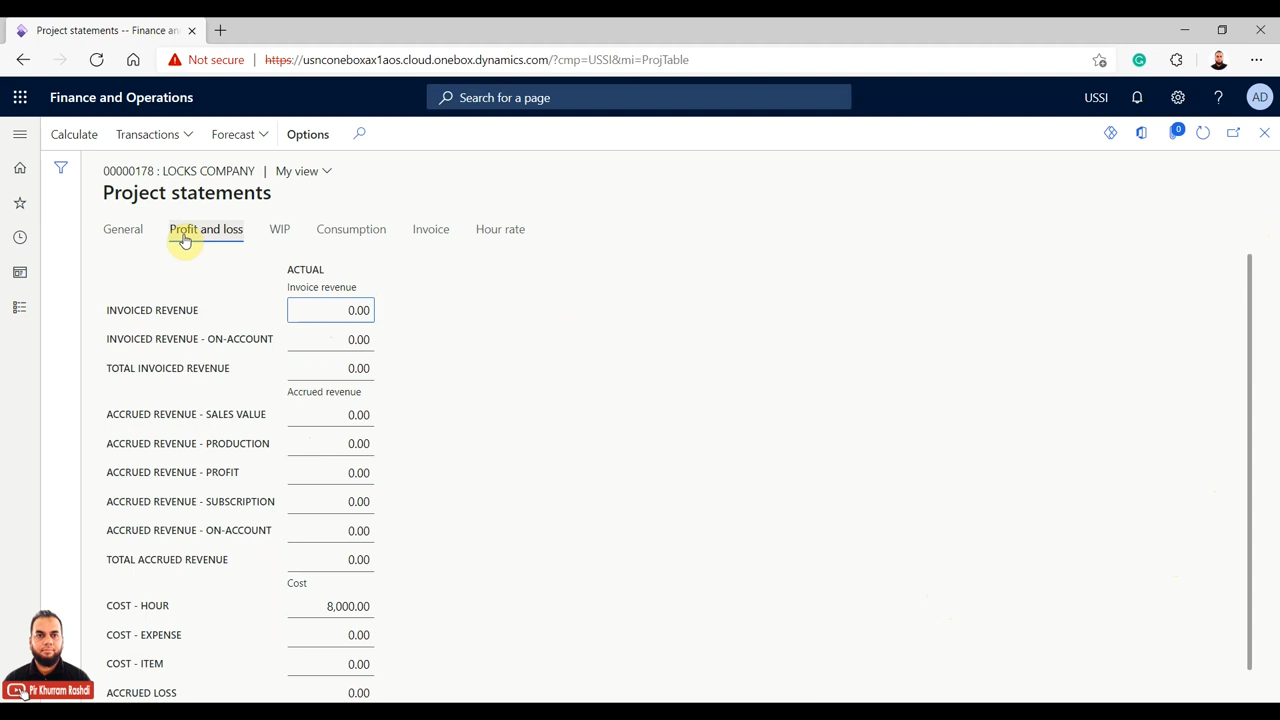 Project statements -- Finance an
Not secure
https://usnconeboxax1aos.cloud.onebox.dynamics.com/?cmp=USSI&mi=ProjTable
Finance and Operations
Search for a page
USSI
AD
Calculate
Transactions
Forecast
Options
0
00000178 : LOCKS COMPANY | My view
Project statements
General
Profit and loss
WIP
Consumption
Invoice
Hour rate
ACTUAL
Invoice revenue
INVOICED REVENUE 0.00
INVOICED REVENUE - ON-ACCOUNT 0.00
TOTAL INVOICED REVENUE 0.00
Accrued revenue
ACCRUED REVENUE - SALES VALUE 0.00
ACCRUED REVENUE - PRODUCTION 0.00
ACCRUED REVENUE - PROFIT 0.00
ACCRUED REVENUE - SUBSCRIPTION 0.00
ACCRUED REVENUE - ON-ACCOUNT 0.00
TOTAL ACCRUED REVENUE 0.00
Cost
COST - HOUR 8,000.00
COST - EXPENSE 0.00
COST - ITEM 0.00
ACCRUED LOSS 0.00
Pir Khurram Rashdi